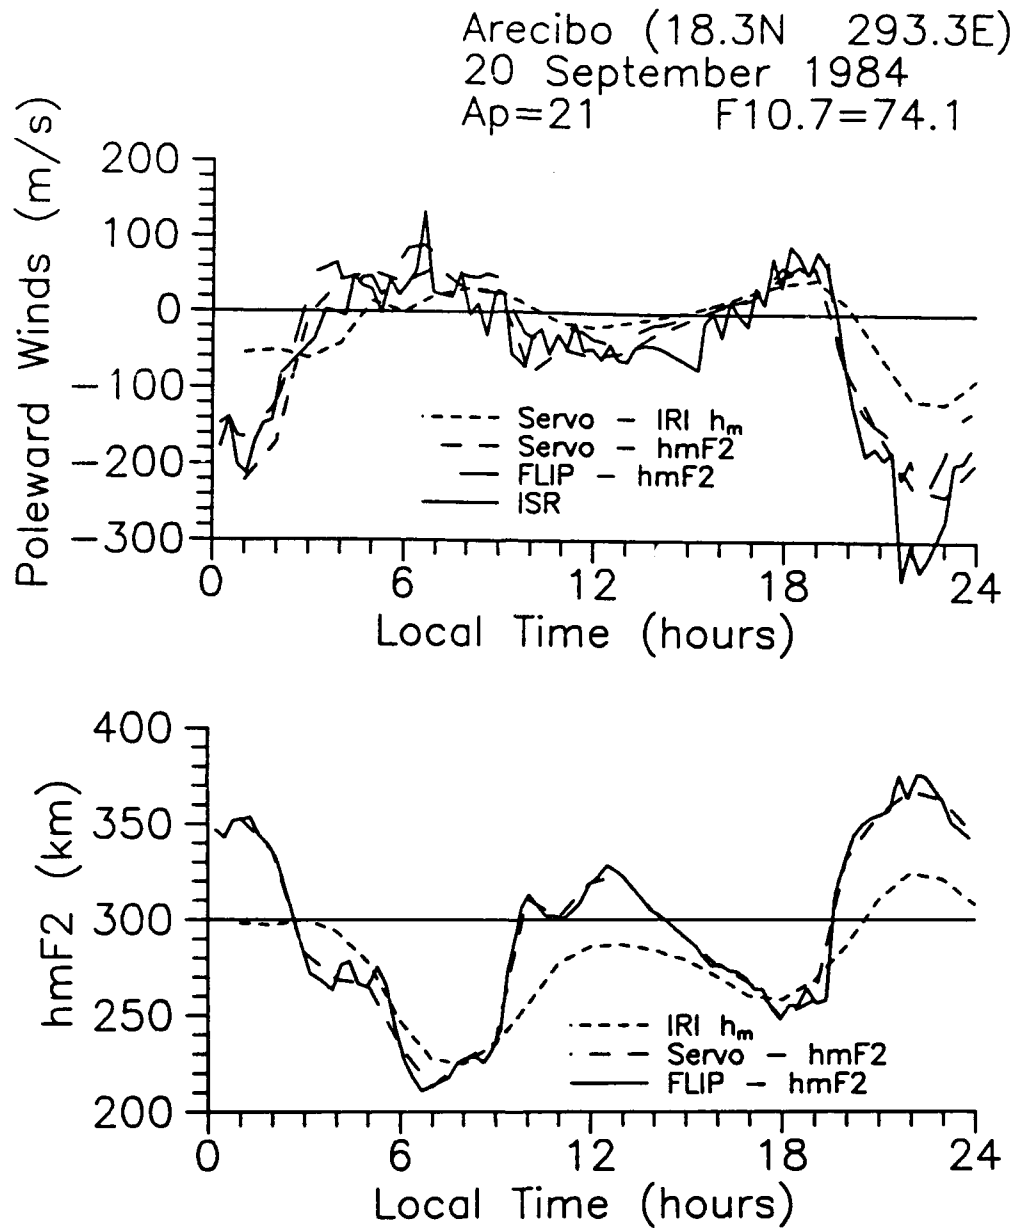 Arecibo (18.3N 293.3E)
20 September 1984
Ap=21 F10.7=74.1
Poleward Winds (m/s)
200
100
0
−100
−200
−300
Servo − IRI hm
Servo − hmF2
FLIP − hmF2
ISR
0 6 12 18 24
Local Time (hours)
hmF2 (km)
400
350
300
250
200
IRI hm
Servo − hmF2
FLIP − hmF2
0 6 12 18 24
Local Time (hours)